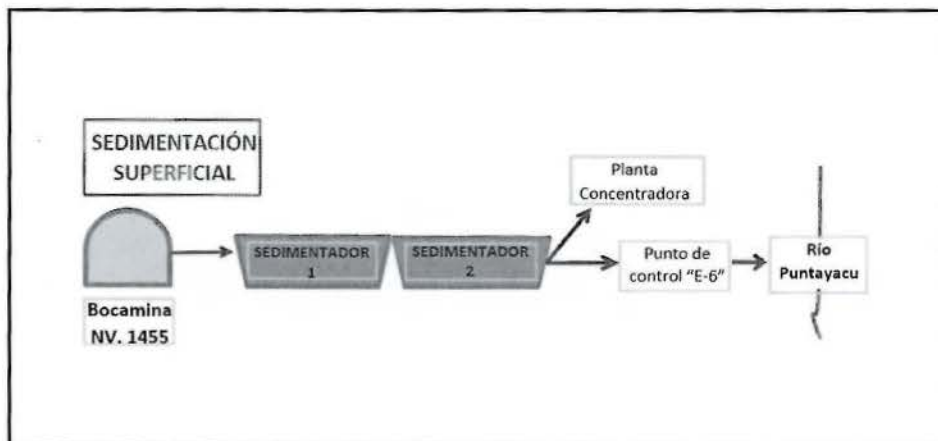 SEDIMENTACIÓN
SUPERFICIAL
Planta
Concentradora
SEDIMENTADOR
1
SEDIMENTADOR
2
Punto de
control "E-6"
Río
Puntayacu
Bocamina
NV. 1455